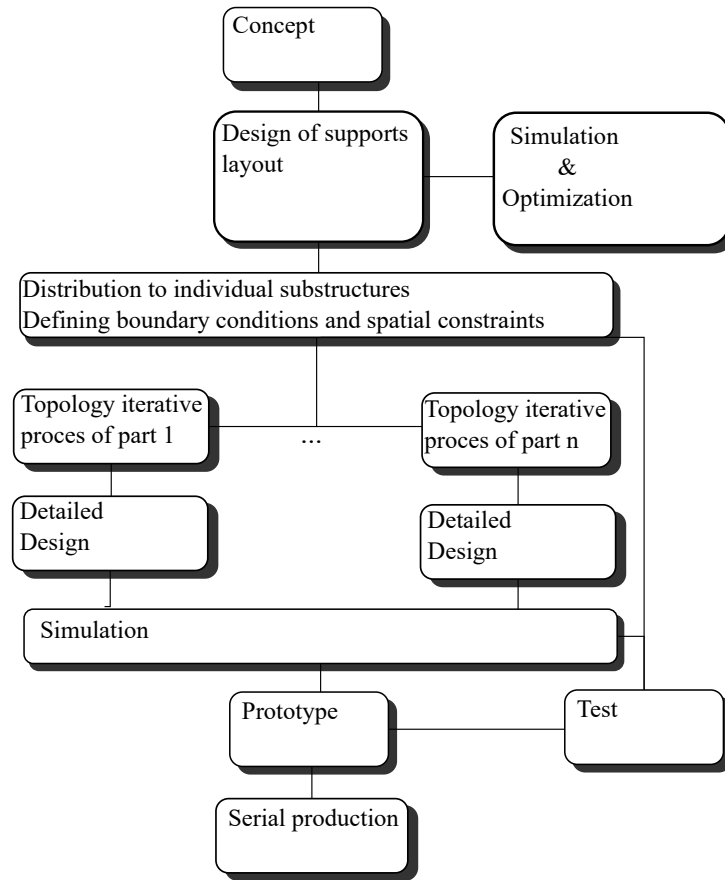 Concept
Design of supports
layout
Simulation
&
Optimization
Distribution to individual substructures
Defining boundary conditions and spatial constraints
Topology iterative
proces of part 1
...
Topology iterative
proces of part n
Detailed
Design
Detailed
Design
Simulation
Prototype
Test
Serial production